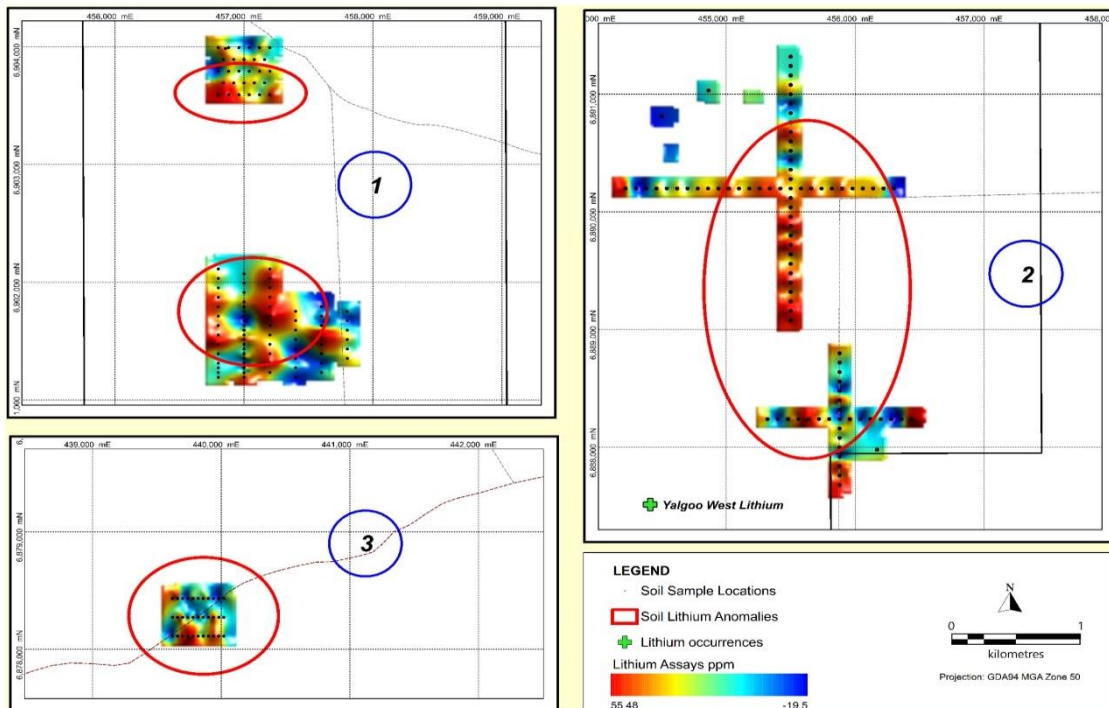 456,000 mE 457,000 mE 458,000 mE 459,000 mE
6,904,000 mN
6,903,000 mN
6,902,000 mN
1,000 mN
1
439,000 mE 440,000 mE 441,000 mE 442,000 mE
6,879,000 mN
6,878,000 mN
3
455,000 mE 456,000 mE 457,000 mE 458,0
6,891,000 mN
6,890,000 mN
6,889,000 mN
6,888,000 mN
2
Yalgoo West Lithium
LEGEND
Soil Sample Locations
Soil Lithium Anomalies
Lithium occurrences
Lithium Assays ppm
55.48 -19.5
N
0 1
kilometres
Projection: GDA94 MGA Zone 50